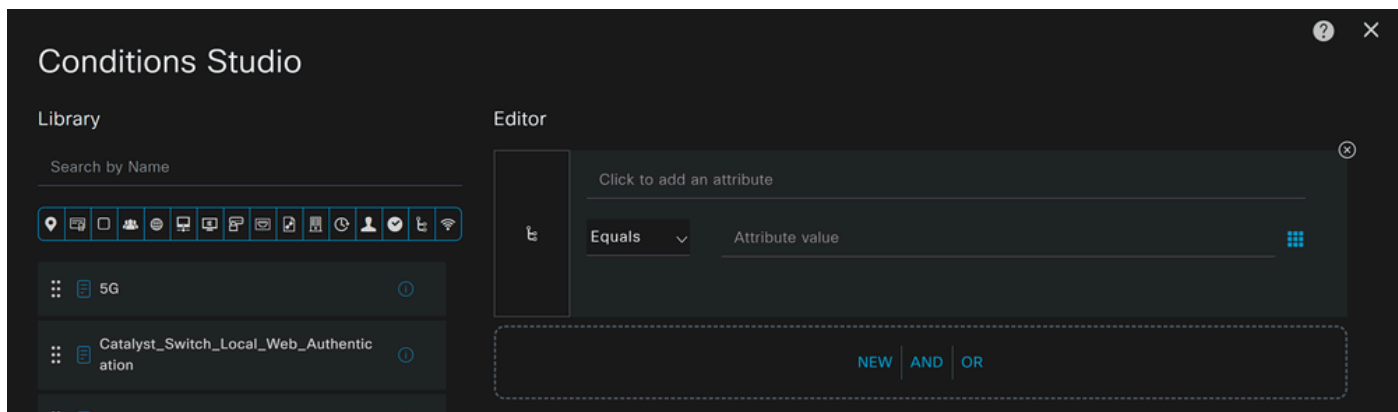 Conditions Studio
Library
Search by Name
5G
Catalyst_Switch_Local_Web_Authentic
ation
Editor
Click to add an attribute
Equals
Attribute value
NEW AND OR